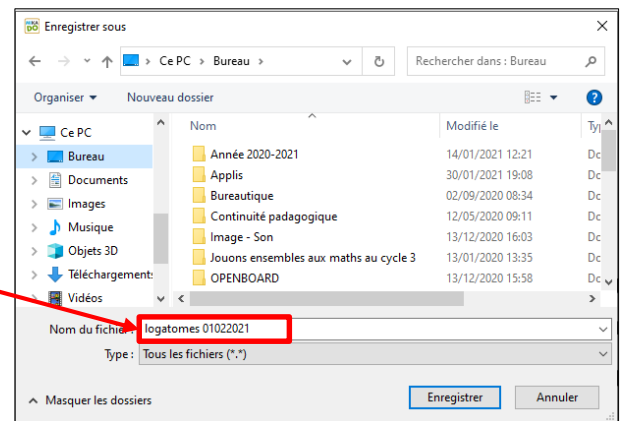 Enregistrer sous
Ce PC > Bureau >
Rechercher dans : Bureau
Organiser
Nouveau dossier
Nom
Modifié le
Ce PC
Bureau
Documents
Images
Musique
Objets 3D
Téléchargements
Vidéos
Année 2020-2021 14/01/2021 12:21
Applis 30/01/2021 19:08
Bureautique 02/09/2020 08:34
Continuité padagogique 12/05/2020 09:11
Image - Son 13/12/2020 16:03
Jouons ensembles aux maths au cycle 3 13/01/2020 13:35
OPENBOARD 13/12/2020 15:58
Nom du fichier : logatomes 01022021
Type : Tous les fichiers (*.*)
Masquer les dossiers
Enregistrer
Annuler